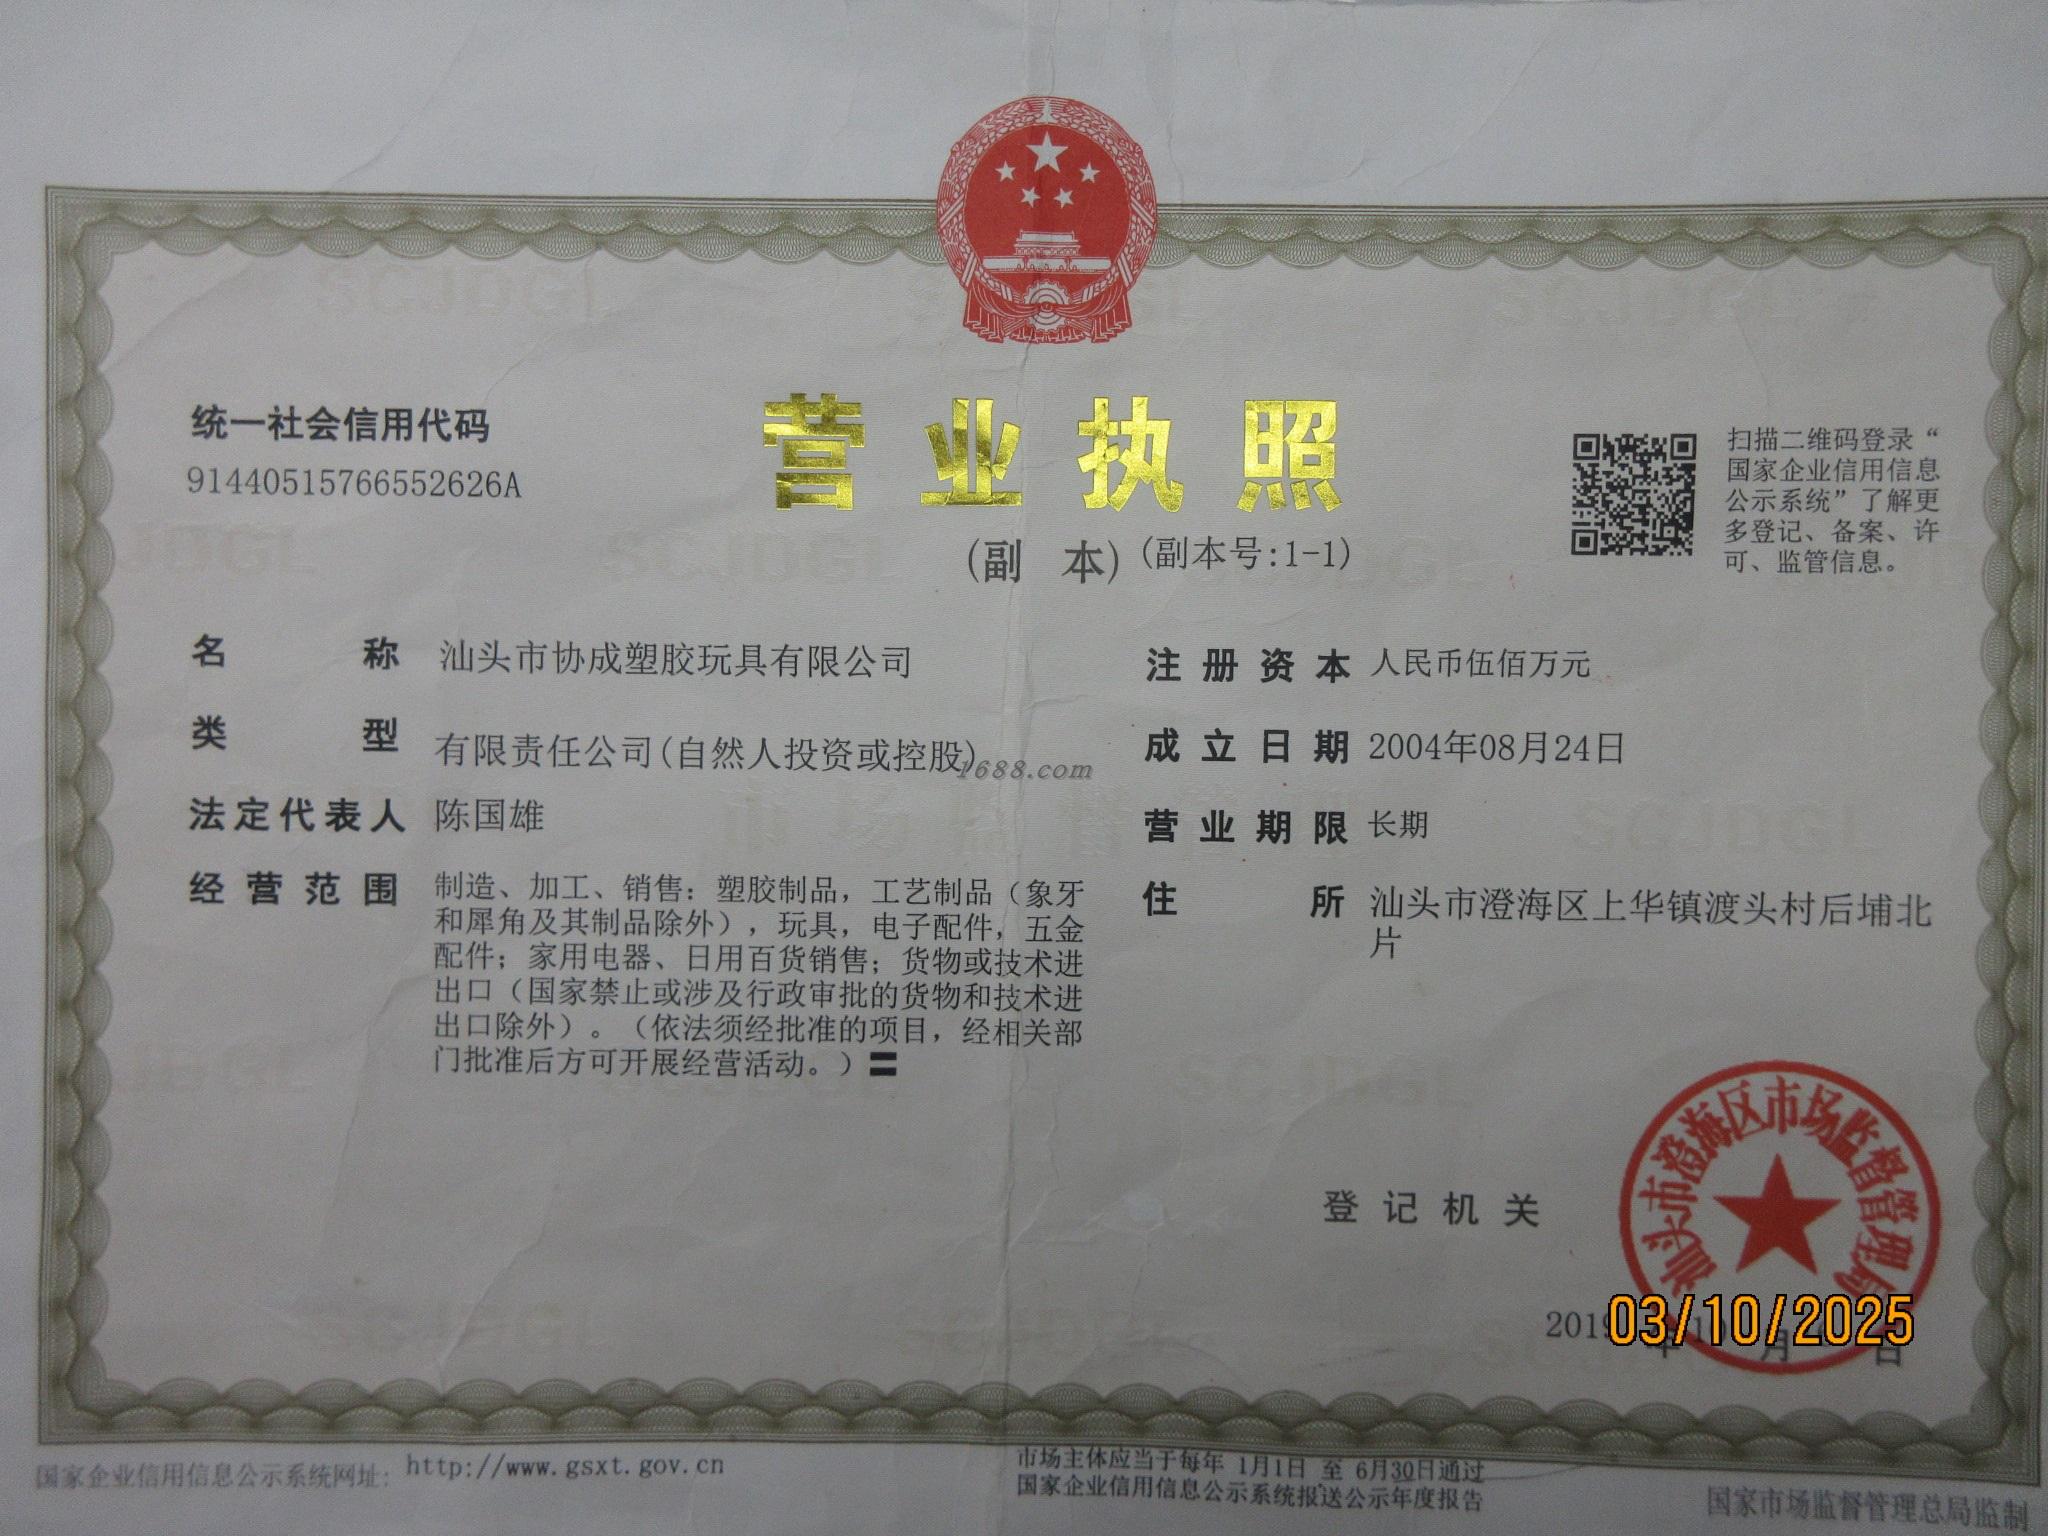 统一社会信用代码
91440515766552626A
营业执照
(副 本)(副本号:1-1)
扫描二维码登录“
国家企业信用信息
公示系统”了解更
多登记、备案、许
可、监管信息。
名 称 汕头市协成塑胶玩具有限公司
类 型 有限责任公司(自然人投资或控股)
1688.com
法定代表人 陈国雄
经营范围 制造、加工、销售：塑胶制品，工艺制品（象牙
和犀角及其制品除外），玩具，电子配件，五金
配件；家用电器、日用百货销售；货物或技术进
出口（国家禁止或涉及行政审批的货物和技术进
出口除外）。（依法须经批准的项目，经相关部
门批准后方可开展经营活动。）
注册资本 人民币伍佰万元
成立日期 2004年08月24日
营业期限 长期
住 所 汕头市澄海区上华镇渡头村后埔北
片
登记机关
汕头市澄海区市场监督管理局
2019年10月 日
03/10/2025
国家企业信用信息公示系统网址: http://www.gsxt.gov.cn
市场主体应当于每年 1月1日 至 6月30日通过
国家企业信用信息公示系统报送公示年度报告
国家市场监督管理总局监制